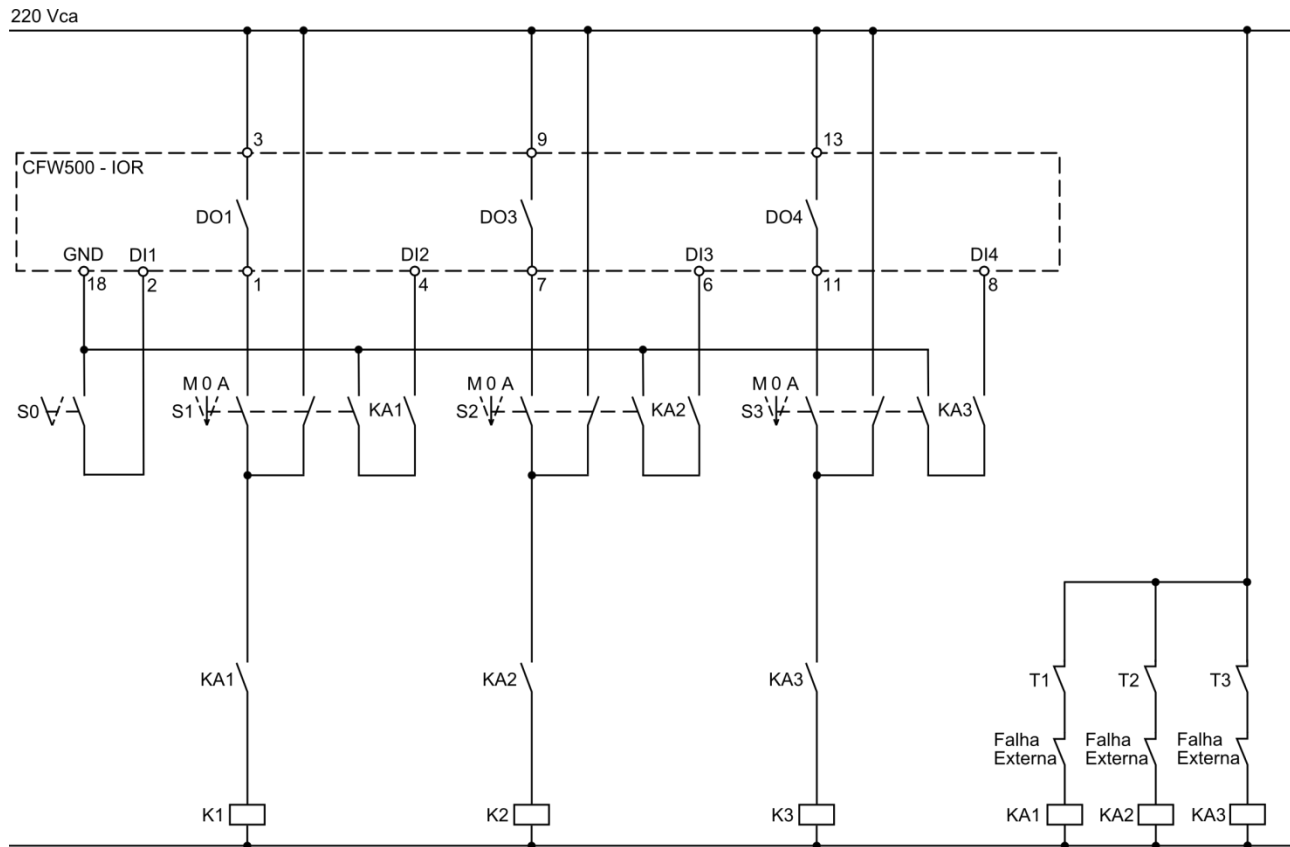 220 Vca
3
9
13
CFW500 - IOR
DO1
DO3
DO4
GND
DI1
DI2
DI3
DI4
18
2
1
4
7
6
11
8
M 0 A
M 0 A
M 0 A
S0
S1
KA1
S2
KA2
S3
KA3
KA1
KA2
KA3
T1
T2
T3
Falha
Externa
Falha
Externa
Falha
Externa
K1
K2
K3
KA1
KA2
KA3